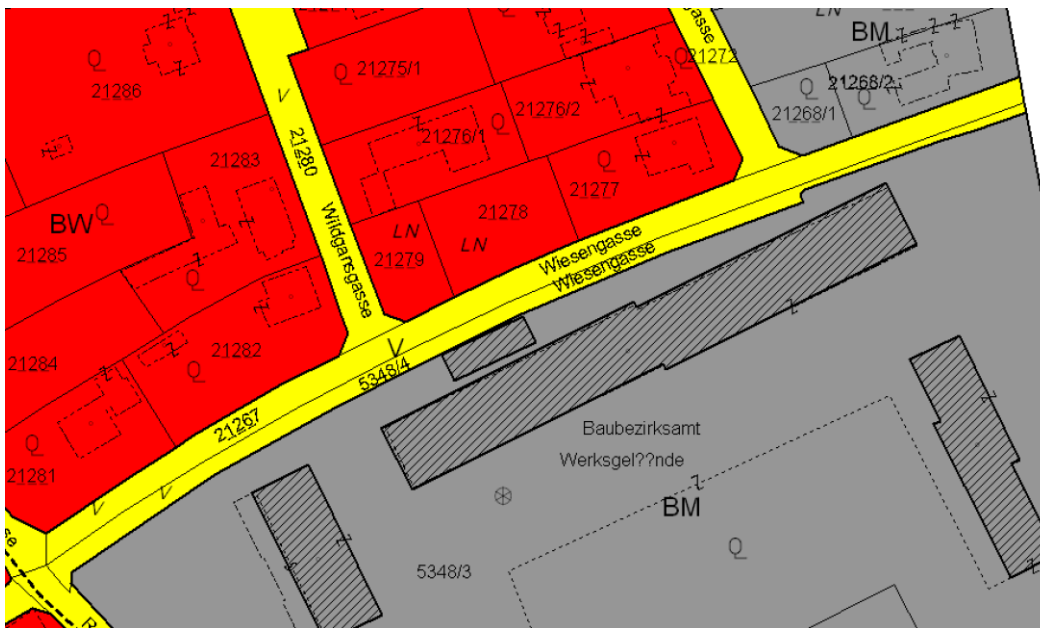 LN
BM
Q
gasse
Q
21272
21286
Q
21275/1
Q
21268/2
Q
21268/1
21276/2
Q
21276/1
21280
V
21283
Q
21277
Q
BW
21285
Wildgansgasse
21278
LN
LN
21279
Wiesengasse
Wiesengasse
Q
21282
Q
21284
V
5348/4
21267
Q
21281
V
V
Baubezirksamt
Werksgel??nde
BM
Q
5348/3
se
R